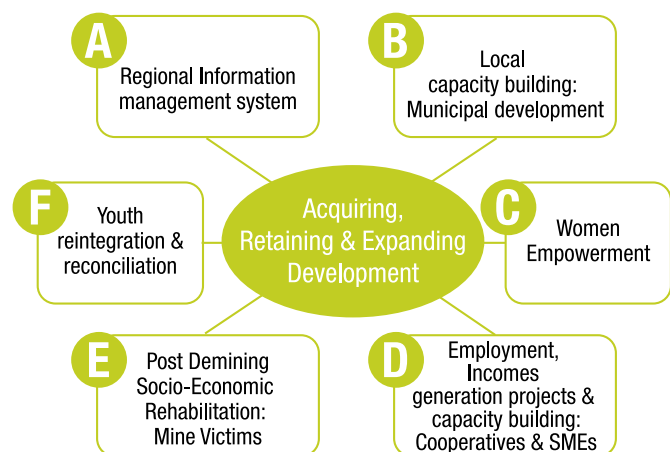 A
Regional Information
management system
B
Local
capacity building:
Municipal development
F
Youth
reintegration &
reconciliation
Acquiring,
Retaining & Expanding
Development
C
Women
Empowerment
E
Post Demining
Socio-Economic
Rehabilitation:
Mine Victims
D
Employment,
Incomes
generation projects &
capacity building:
Cooperatives & SMEs